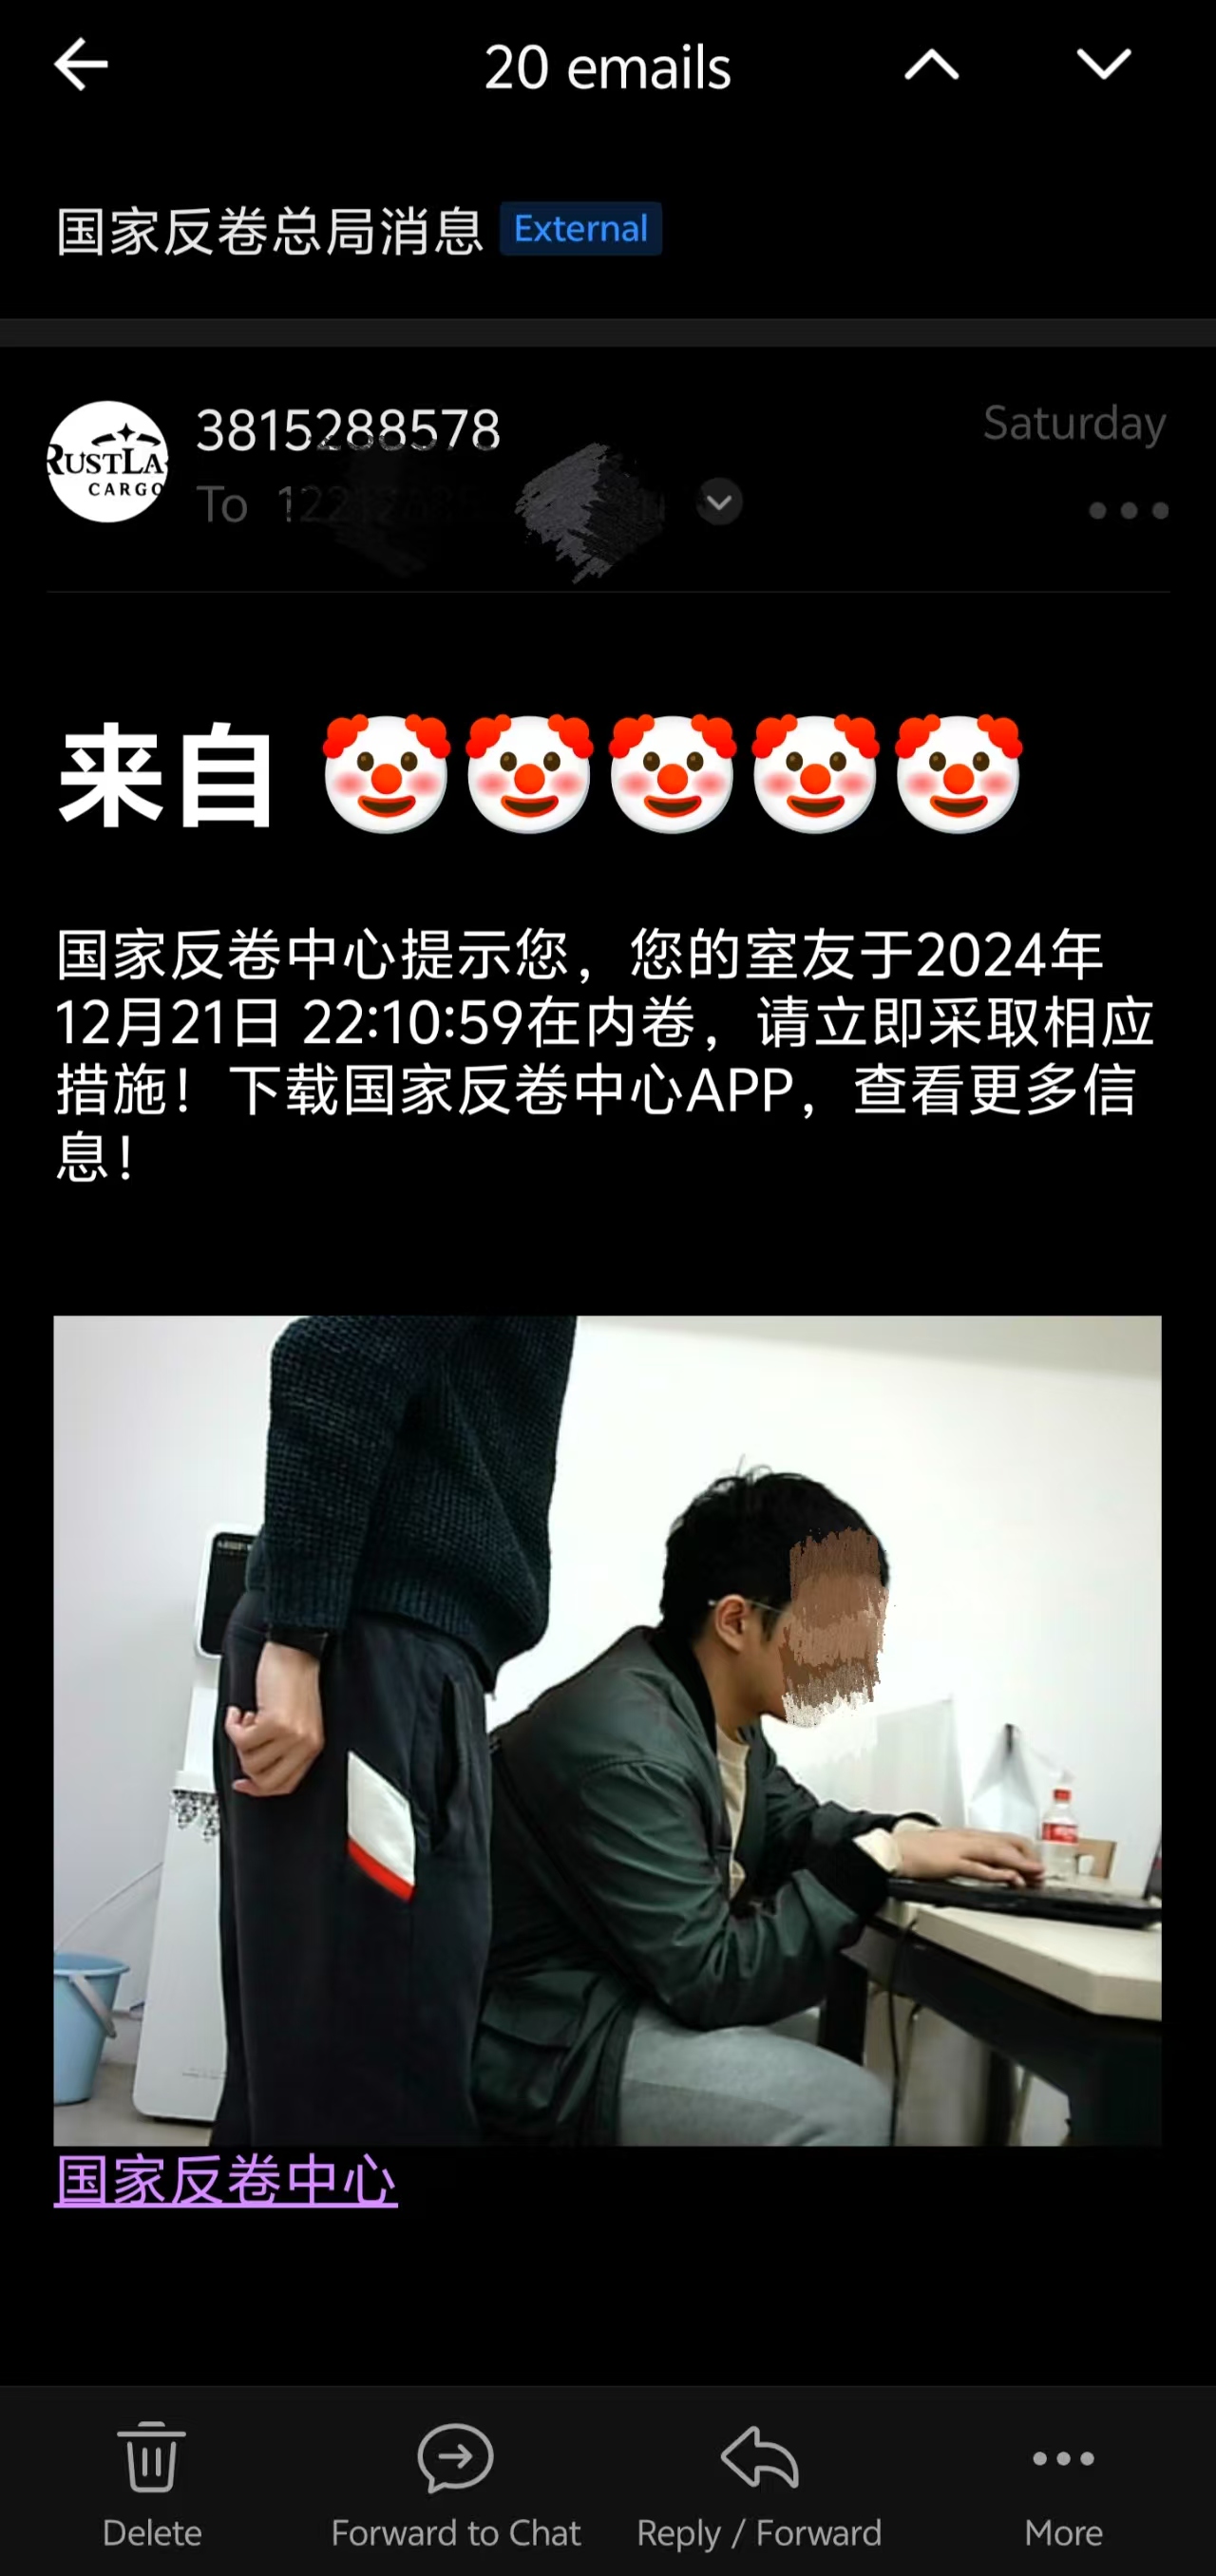 20 emails
国家反卷总局消息 External
RUSTLA
CARGO
3815288578
Saturday
To
来自 🤡🤡🤡🤡🤡
国家反卷中心提示您，您的室友于2024年
12月21日 22:10:59在内卷，请立即采取相应
措施！下载国家反卷中心APP，查看更多信
息！
国家反卷中心
Delete
Forward to Chat
Reply / Forward
More